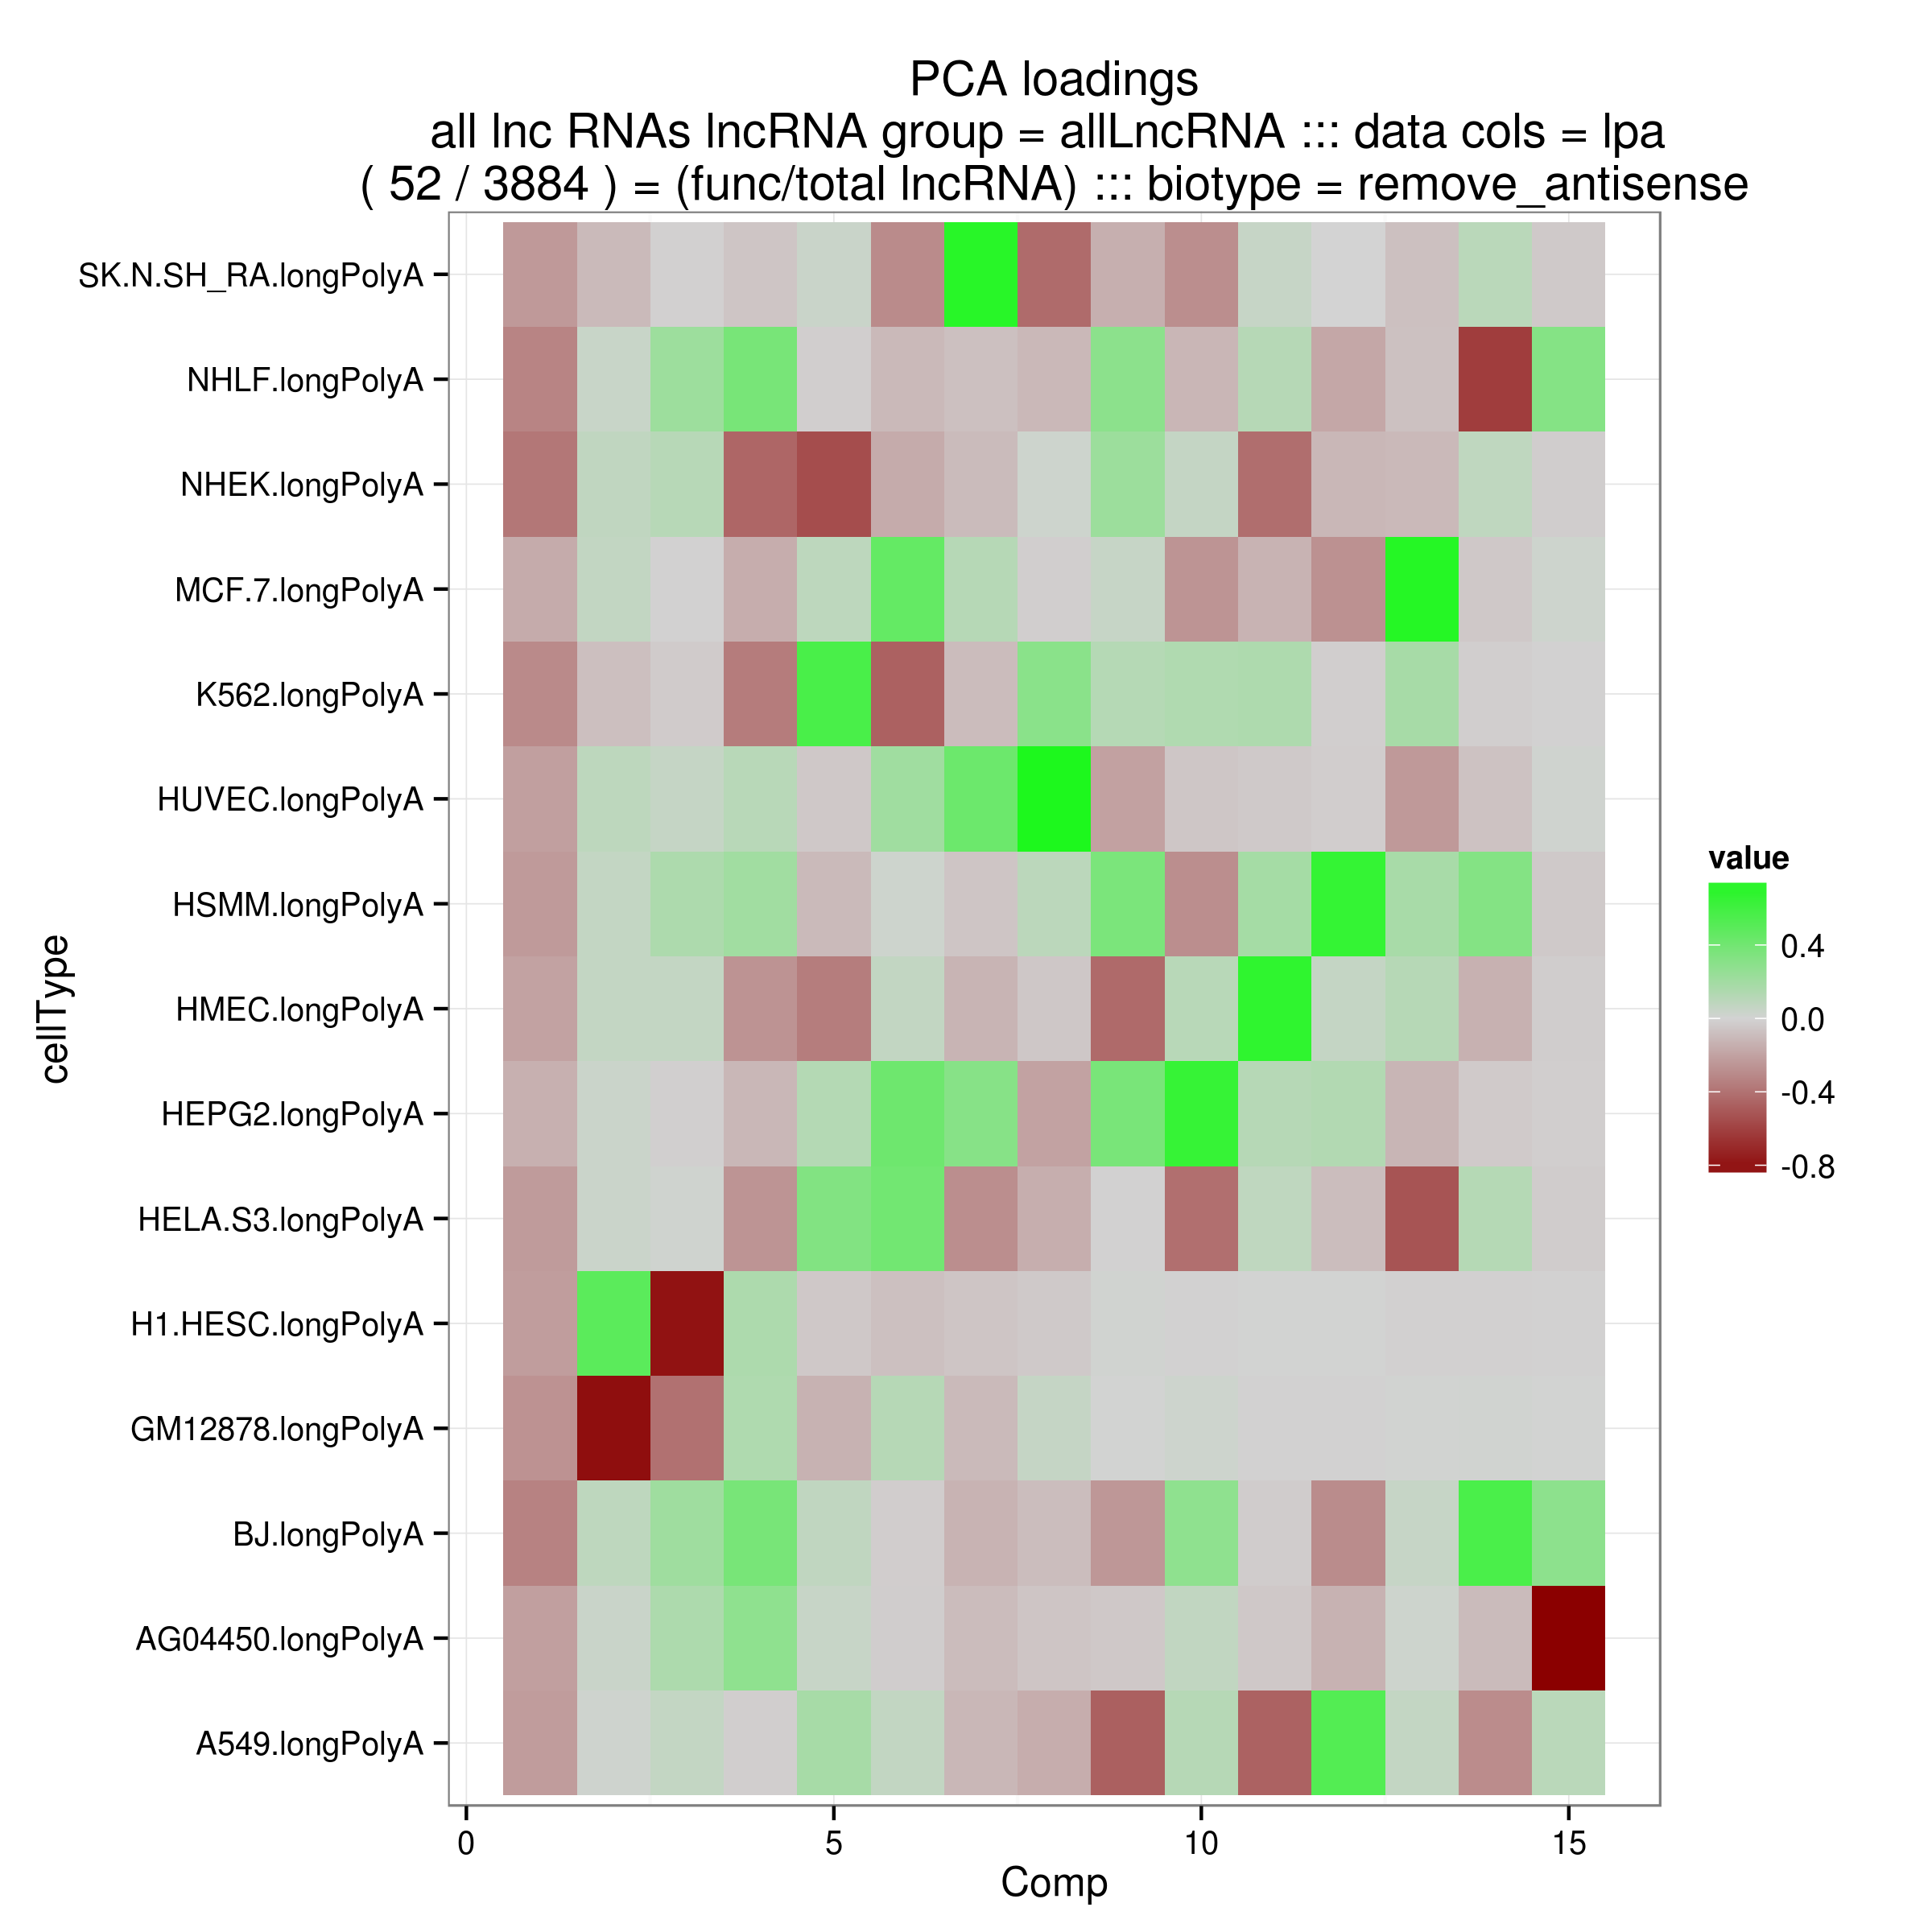 PCA loadings
all lnc RNAs lncRNA group = allLncRNA ::: data cols = lpa
( 52 / 3884 ) = (func/total lncRNA) ::: biotype = remove_antisense
cellType
SK.N.SH_RA.longPolyA
NHLF.longPolyA
NHEK.longPolyA
MCF.7.longPolyA
K562.longPolyA
HUVEC.longPolyA
HSMM.longPolyA
HMEC.longPolyA
HEPG2.longPolyA
HELA.S3.longPolyA
H1.HESC.longPolyA
GM12878.longPolyA
BJ.longPolyA
AG04450.longPolyA
A549.longPolyA
0 5 10 15
Comp
value
0.4
0.0
-0.4
-0.8